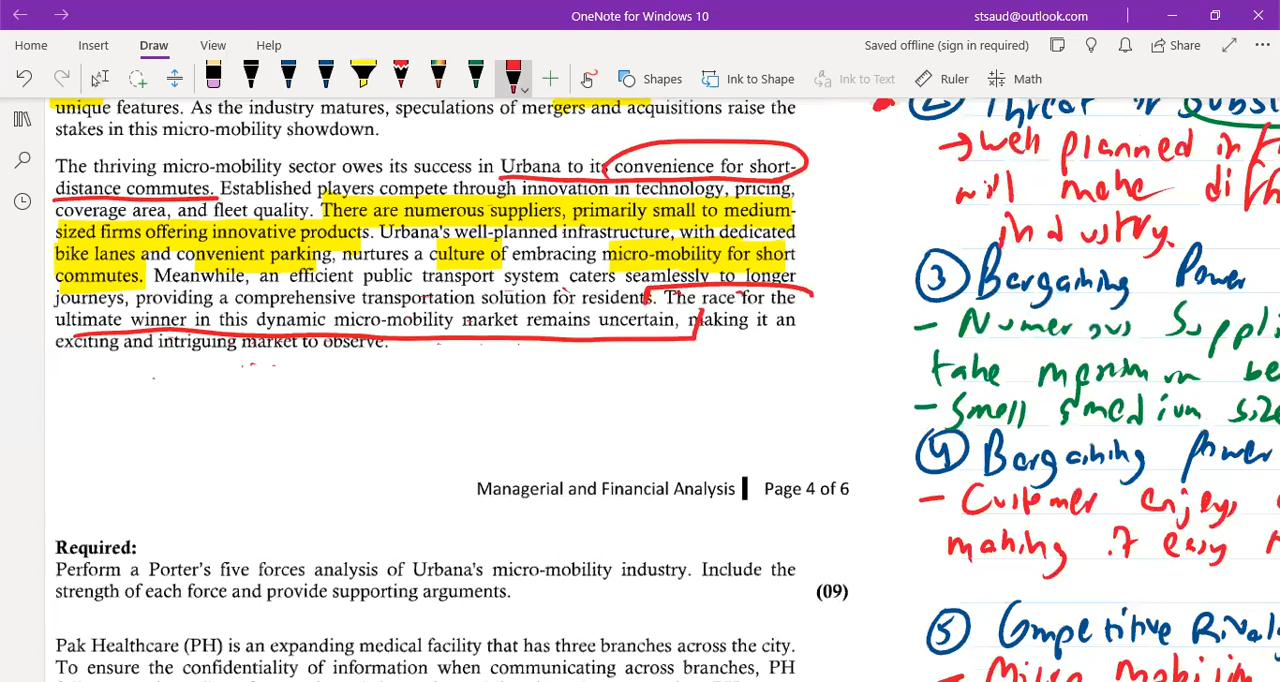 OneNote for Windows 10
stsaud@outlook.com
Home Insert Draw View Help
Saved offline (sign in required)
Share
Shapes
Ink to Shape
Ink to Text
Ruler
Math
unique features. As the industry matures, speculations of mergers and acquisitions raise the
stakes in this micro-mobility showdown.
The thriving micro-mobility sector owes its success in Urbana to its convenience for short-
distance commutes. Established players compete through innovation in technology, pricing,
coverage area, and fleet quality. There are numerous suppliers, primarily small to medium-
sized firms offering innovative products. Urbana's well-planned infrastructure, with dedicated
bike lanes and convenient parking, nurtures a culture of embracing micro-mobility for short
commutes. Meanwhile, an efficient public transport system caters seamlessly to longer
journeys, providing a comprehensive transportation solution for residents. The race for the
ultimate winner in this dynamic micro-mobility market remains uncertain, making it an
exciting and intriguing market to observe.
Managerial and Financial Analysis Page 4 of 6
Required:
Perform a Porter's five forces analysis of Urbana's micro-mobility industry. Include the
strength of each force and provide supporting arguments.
(09)
Pak Healthcare (PH) is an expanding medical facility that has three branches across the city.
To ensure the confidentiality of information when communicating across branches, PH
② Threat
→ well planned
will make
industry.
③ Bargaining Power
- Numerous
take
- Small & medium
④ Bargaining Power
- Customer enjoys
making it easy
⑤ Competitive